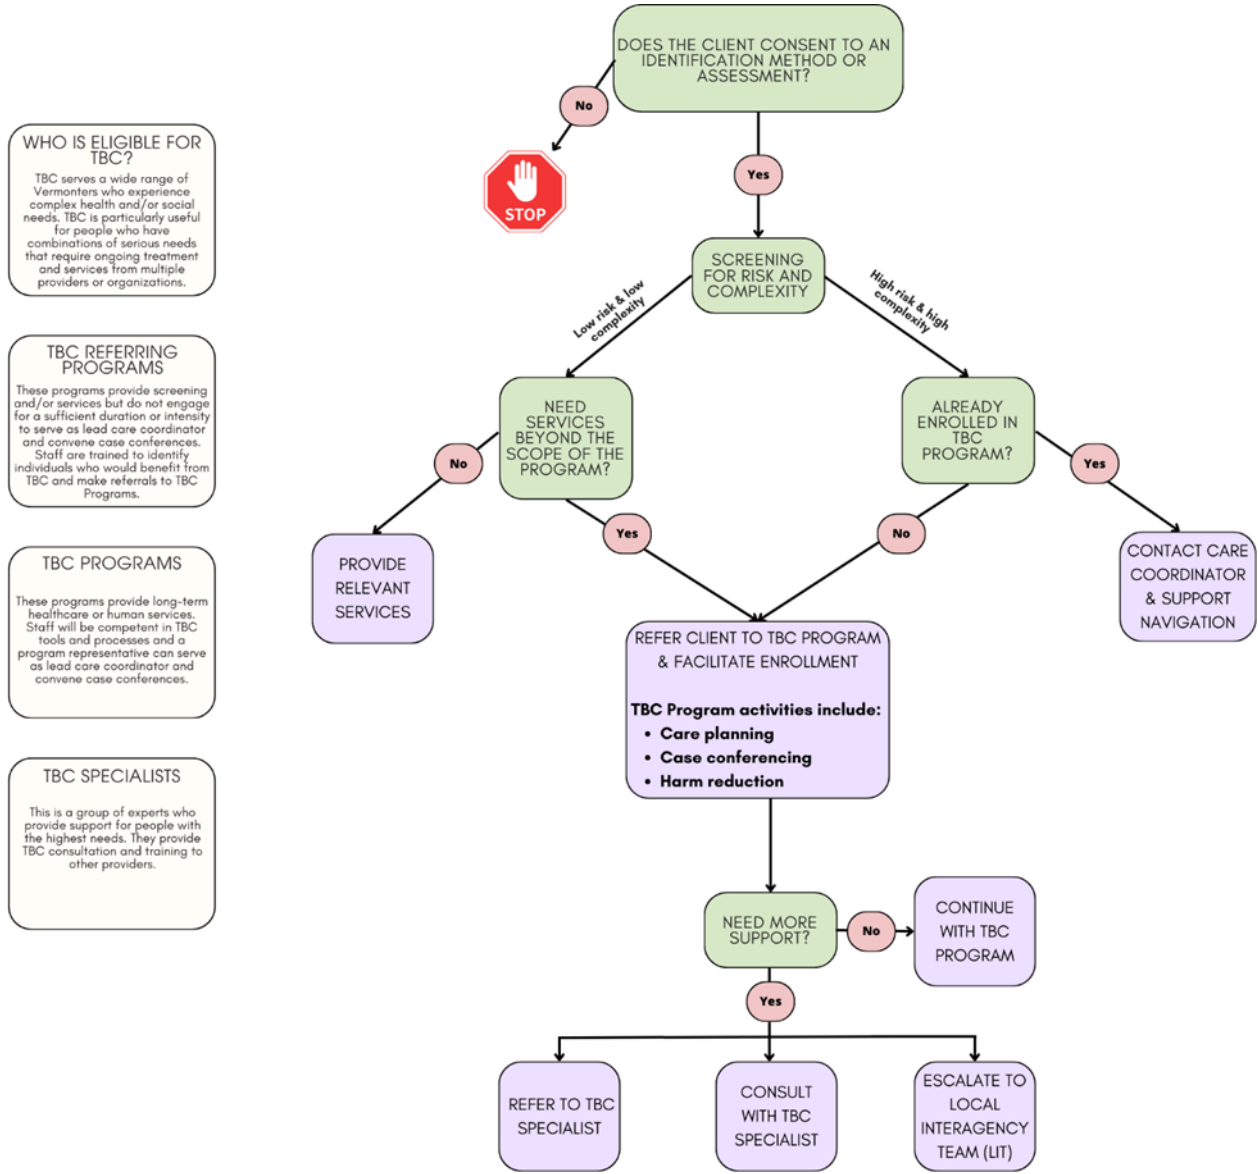 DOES THE CLIENT CONSENT TO AN
IDENTIFICATION METHOD OR
ASSESSMENT?
No
STOP
Yes
SCREENING
FOR RISK AND
COMPLEXITY
Low risk & low
complexity
High risk & high
complexity
NEED
SERVICES
BEYOND THE
SCOPE OF THE
PROGRAM?
ALREADY
ENROLLED IN
TBC
PROGRAM?
No
Yes
Yes
No
PROVIDE
RELEVANT
SERVICES
CONTACT CARE
COORDINATOR
& SUPPORT
NAVIGATION
REFER CLIENT TO TBC PROGRAM
& FACILITATE ENROLLMENT
TBC Program activities include:
• Care planning
• Case conferencing
• Harm reduction
NEED MORE
SUPPORT?
No
CONTINUE
WITH TBC
PROGRAM
Yes
REFER TO TBC
SPECIALIST
CONSULT
WITH TBC
SPECIALIST
ESCALATE TO
LOCAL
INTERAGENCY
TEAM (LIT)
WHO IS ELIGIBLE FOR
TBC?
TBC serves a wide range of
Vermonters who experience
complex health and/or social
needs. TBC is particularly useful
for people who have
combinations of serious needs
that require ongoing treatment
and services from multiple
providers or organizations.
TBC REFERRING
PROGRAMS
These programs provide screening
and/or services but do not engage
for a sufficient duration or intensity
to serve as lead care coordinator
and convene case conferences.
Staff are trained to identify
individuals who would benefit from
TBC and make referrals to TBC
Programs.
TBC PROGRAMS
These programs provide long-term
healthcare or human services.
Staff will be competent in TBC
tools and processes and a
program representative can serve
as lead care coordinator and
convene case conferences.
TBC SPECIALISTS
This is a group of experts who
provide support for people with
the highest needs. They provide
TBC consultation and training to
other providers.